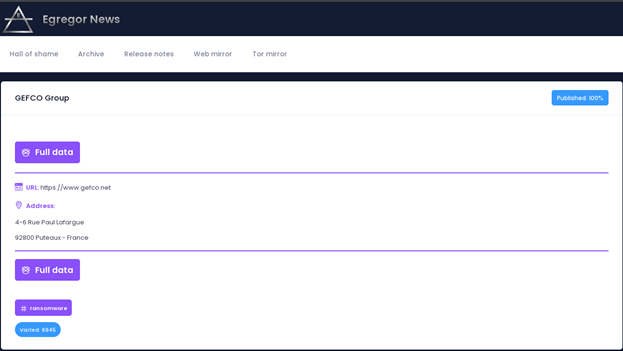 Egregor News
Hall of shame Archive Release notes Web mirror Tor mirror
GEFCO Group Published: 100%
Full data
URL: https://www.gefco.net
Address:
4-6 Rue Paul Lafargue
92800 Puteaux - France
Full data
ransomware
Visited: 6945